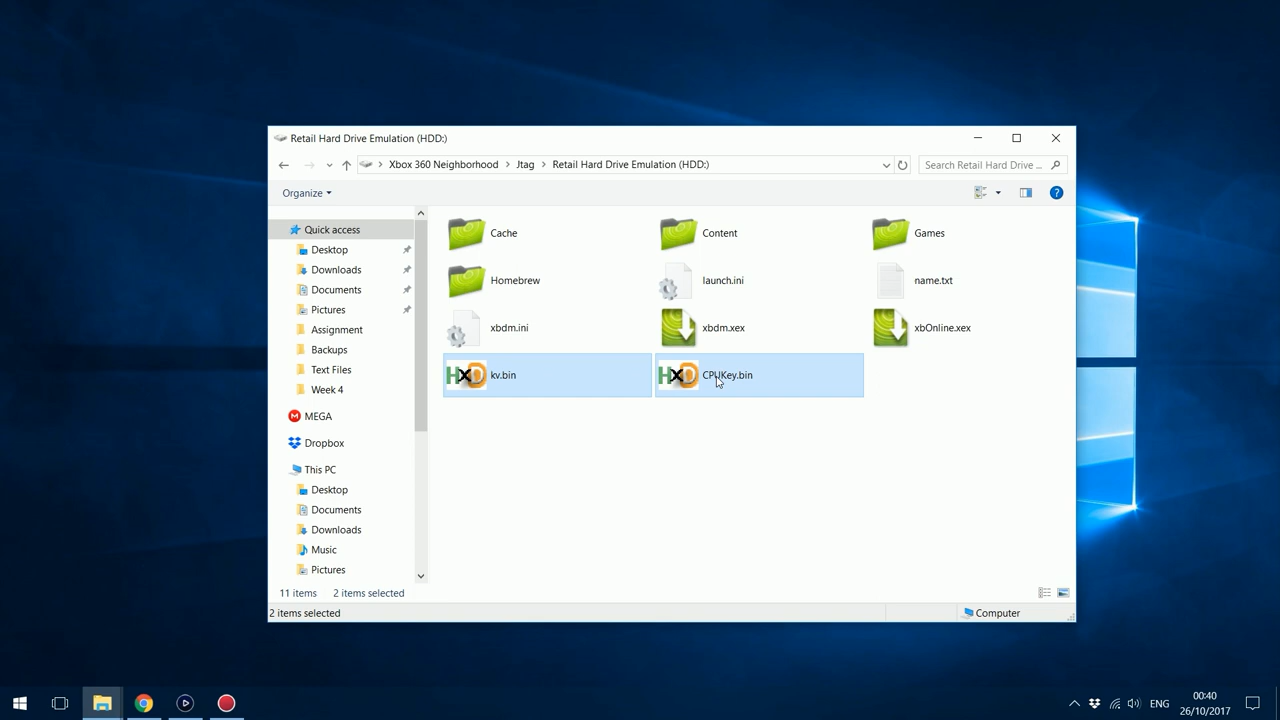 Retail Hard Drive Emulation (HDD:)
Xbox 360 Neighborhood
Jtag
Retail Hard Drive Emulation (HDD:)
Search Retail Hard Drive ...
Organize
Quick access
Desktop
Downloads
Documents
Pictures
Assignment
Backups
Text Files
Week 4
MEGA
Dropbox
This PC
Desktop
Documents
Downloads
Music
Pictures
Cache
Content
Games
Homebrew
launch.ini
name.txt
xbdm.ini
xbdm.xex
xbOnline.xex
HXD
kv.bin
HXD
CPUKey.bin
11 items
2 items selected
2 items selected
Computer
ENG
00:40
26/10/2017